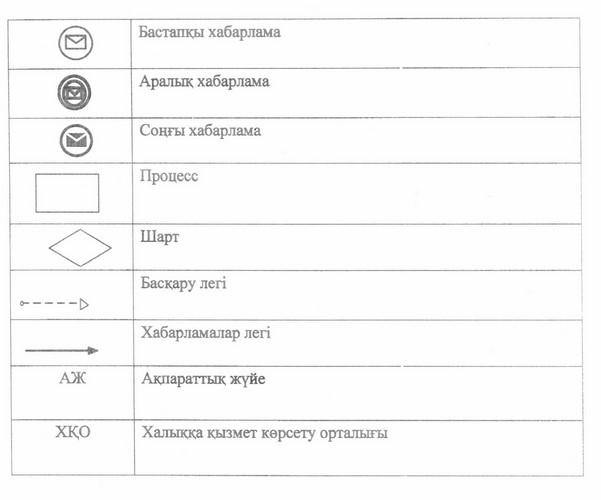 Бастапқы хабарлама
Аралық хабарлама
Соңғы хабарлама
Процесс
Шарт
Басқару легі
Хабарламалар легі
АЖ Ақпараттық жүйе
ХҚО Халыққа қызмет көрсету орталығы